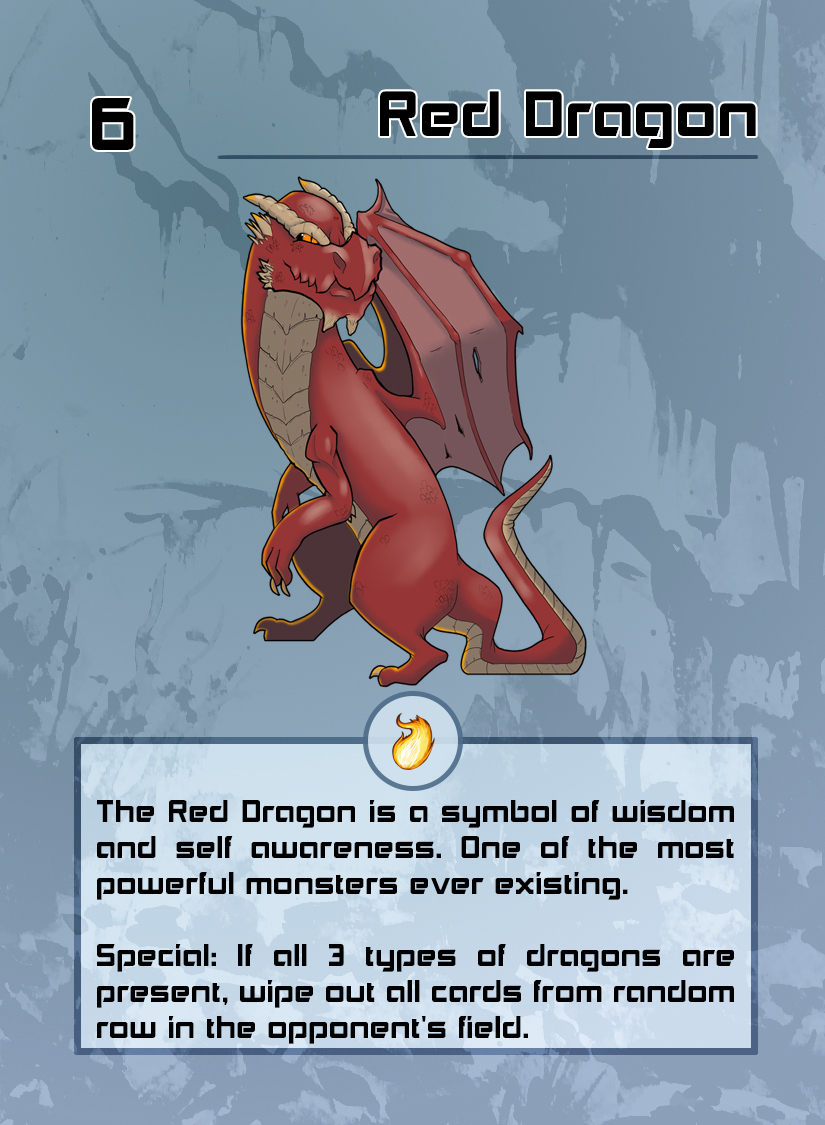 6
Red Dragon
The Red Dragon is a symbol of wisdom
and self awareness. One of the most
powerful monsters ever existing.
Special: If all 3 types of dragons are
present, wipe out all cards from random
row in the opponent's field.